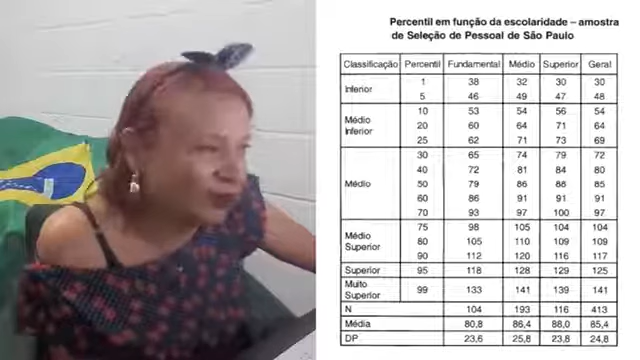 Percentil em função da escolaridade – amostra
de Seleção de Pessoal de São Paulo
Classificação Percentil Fundamental Médio Superior Geral
Inferior 1 38 32 30 30
5 46 49 47 48
Médio Inferior 10 53 54 56 54
20 60 64 71 64
25 62 71 73 69
Médio 30 65 74 79 72
40 72 81 84 80
50 79 86 88 85
60 86 91 91 91
70 93 97 100 97
Médio Superior 75 98 105 104 104
80 105 110 109 109
90 112 120 116 117
Superior 95 118 128 129 125
Muito Superior 99 133 141 139 141
N 104 193 116 413
Média 80,8 86,4 88,0 85,4
DP 23,6 25,8 23,8 24,8